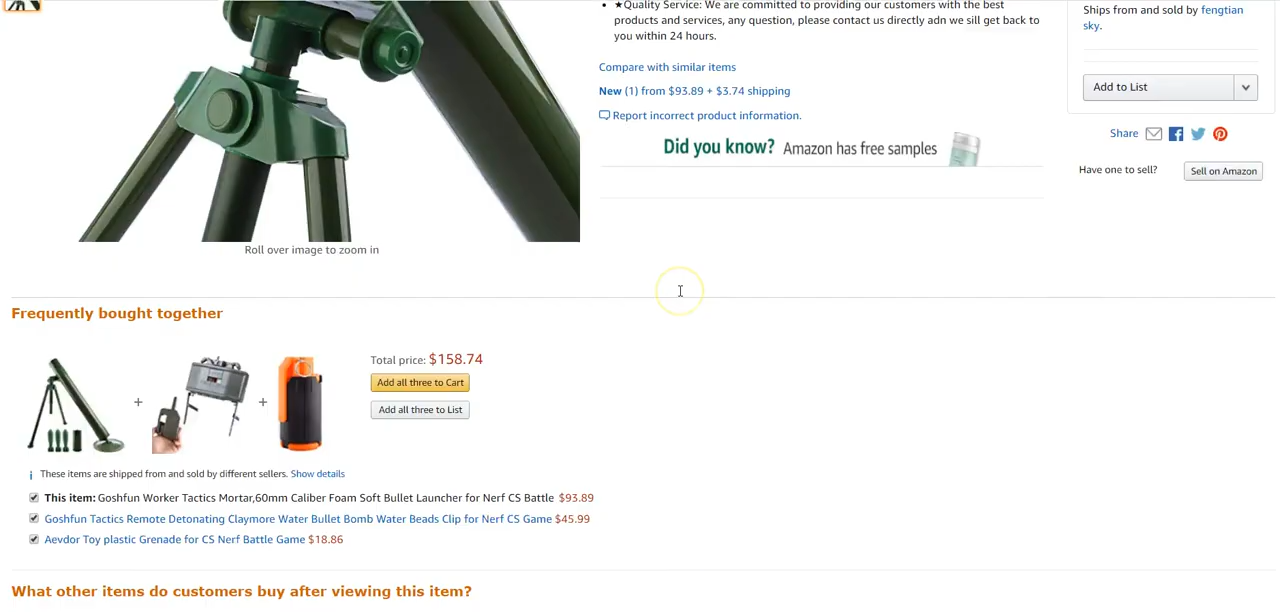 ★Quality Service: We are committed to providing our customers with the best
products and services, any question, please contact us directly adn we sill get back to
you within 24 hours.
Compare with similar items
New (1) from $93.89 + $3.74 shipping
Report incorrect product information.
Did you know? Amazon has free samples
Ships from and sold by fengtian
sky.
Add to List
Share
Have one to sell?
Sell on Amazon
Roll over image to zoom in
Frequently bought together
+
+
Total price: $158.74
Add all three to Cart
Add all three to List
i These items are shipped from and sold by different sellers. Show details
This item: Goshfun Worker Tactics Mortar,60mm Caliber Foam Soft Bullet Launcher for Nerf CS Battle $93.89
Goshfun Tactics Remote Detonating Claymore Water Bullet Bomb Water Beads Clip for Nerf CS Game $45.99
Aevdor Toy plastic Grenade for CS Nerf Battle Game $18.86
What other items do customers buy after viewing this item?